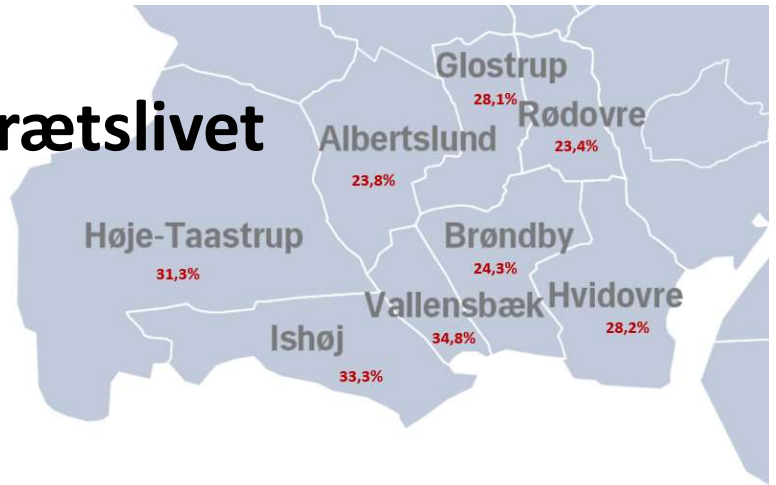 rætslivet
Glostrup
28,1%
Rødovre
23,4%
Albertslund
23,8%
Høje-Taastrup
31,3%
Brøndby
24,3%
Vallensbæk
34,8%
Hvidovre
28,2%
Ishøj
33,3%